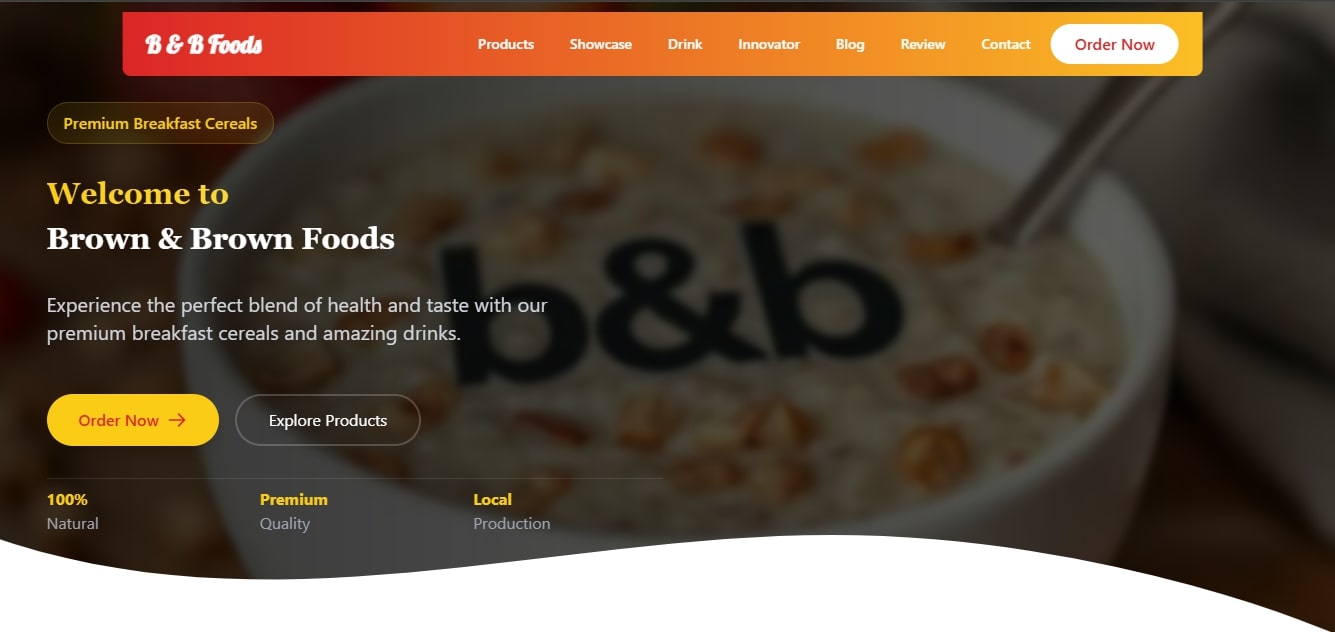 B & B Foods
Products Showcase Drink Innovator Blog Review Contact Order Now
Premium Breakfast Cereals
Welcome to
Brown & Brown Foods
b&b
Experience the perfect blend of health and taste with our
premium breakfast cereals and amazing drinks.
Order Now → Explore Products
100% Premium Local
Natural Quality Production